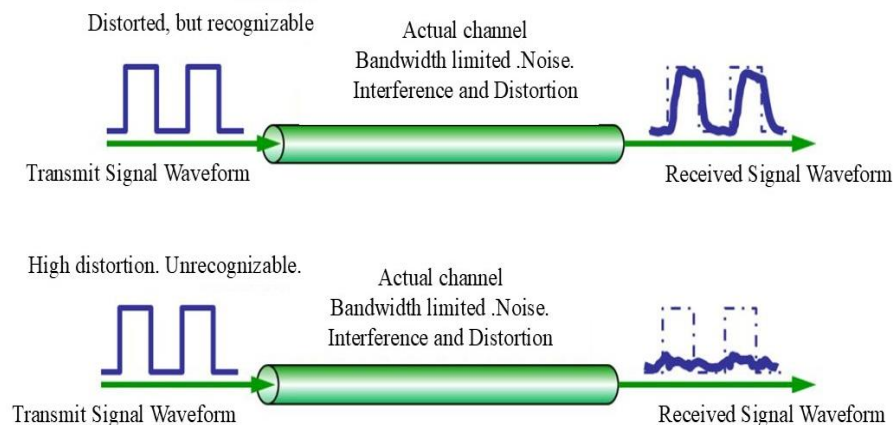 Distorted, but recognizable
Actual channel
Bandwidth limited .Noise.
Interference and Distortion
Transmit Signal Waveform
Received Signal Waveform
High distortion. Unrecognizable.
Actual channel
Bandwidth limited .Noise.
Interference and Distortion
Transmit Signal Waveform
Received Signal Waveform